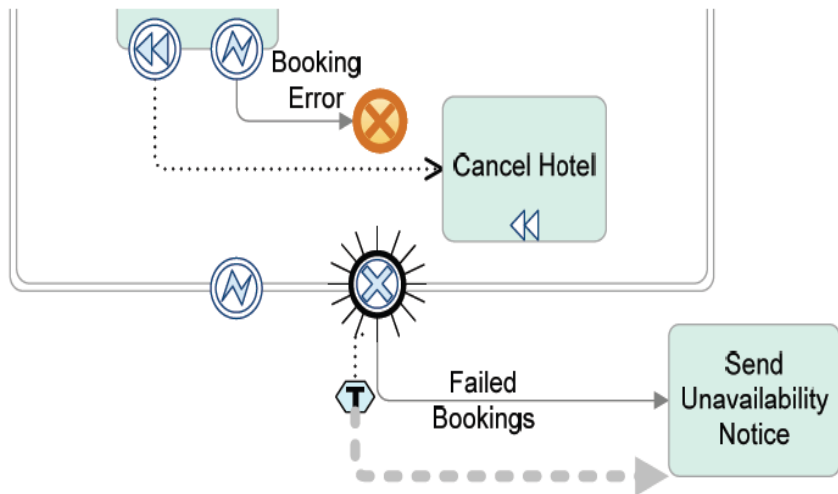 Booking
Error
Cancel Hotel
T
Failed
Bookings
Send
Unavailability
Notice